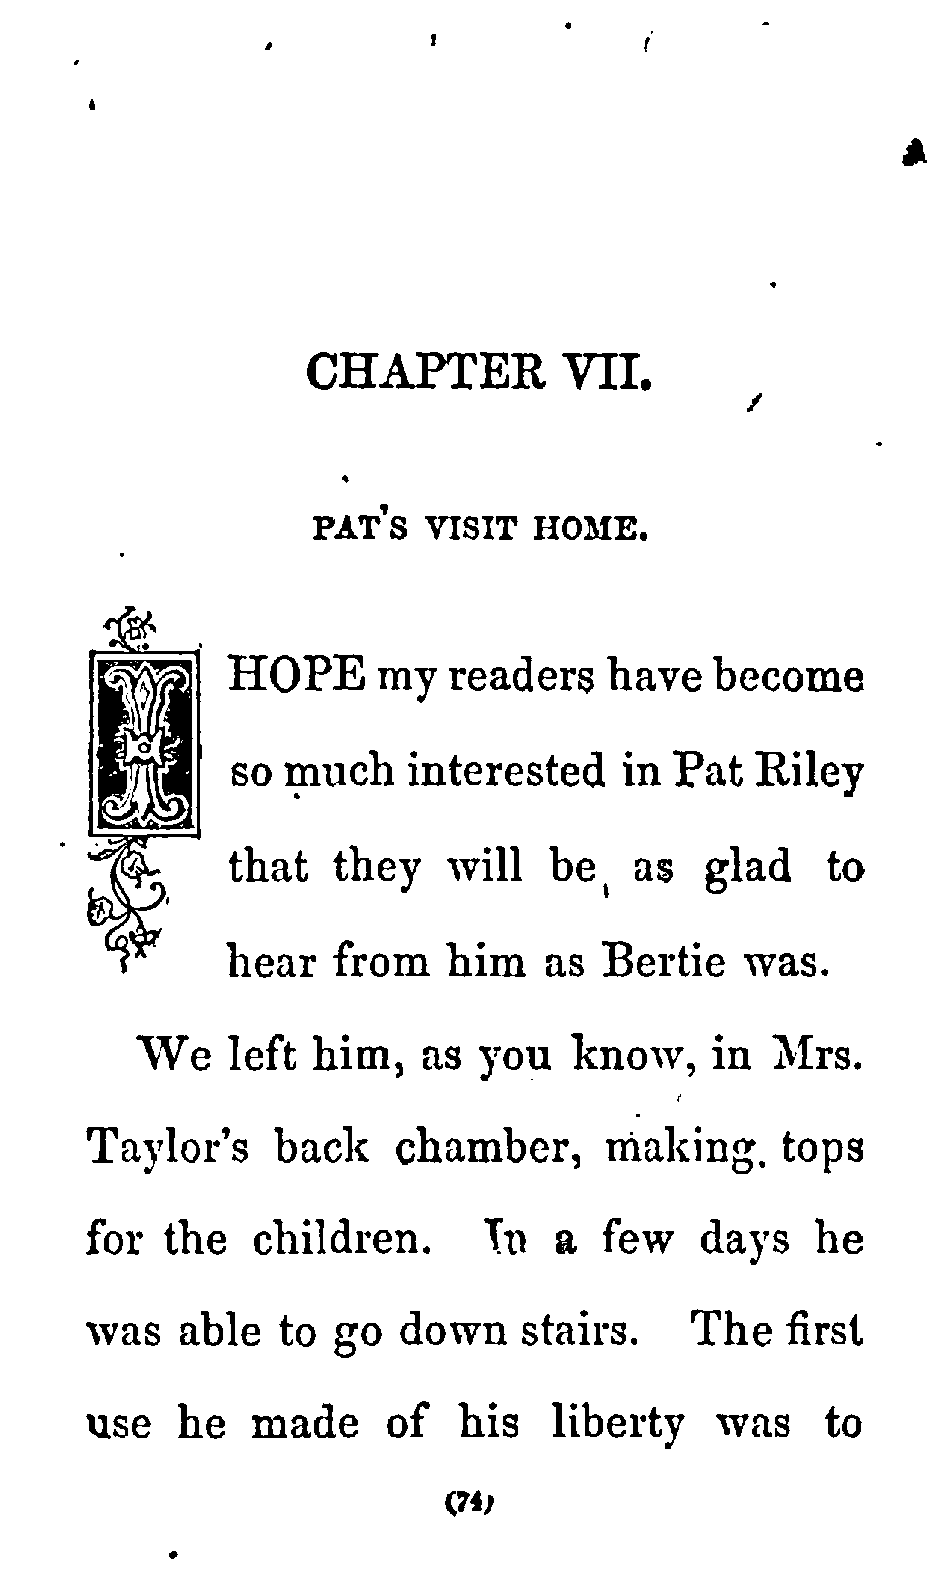 CHAPTER VII.
PAT'S VISIT HOME.
I HOPE my readers have become
so much interested in Pat Riley
that they will be as glad to
hear from him as Bertie was.
We left him, as you know, in Mrs.
Taylor's back chamber, making tops
for the children. In a few days he
was able to go down stairs. The first
use he made of his liberty was to
(74)